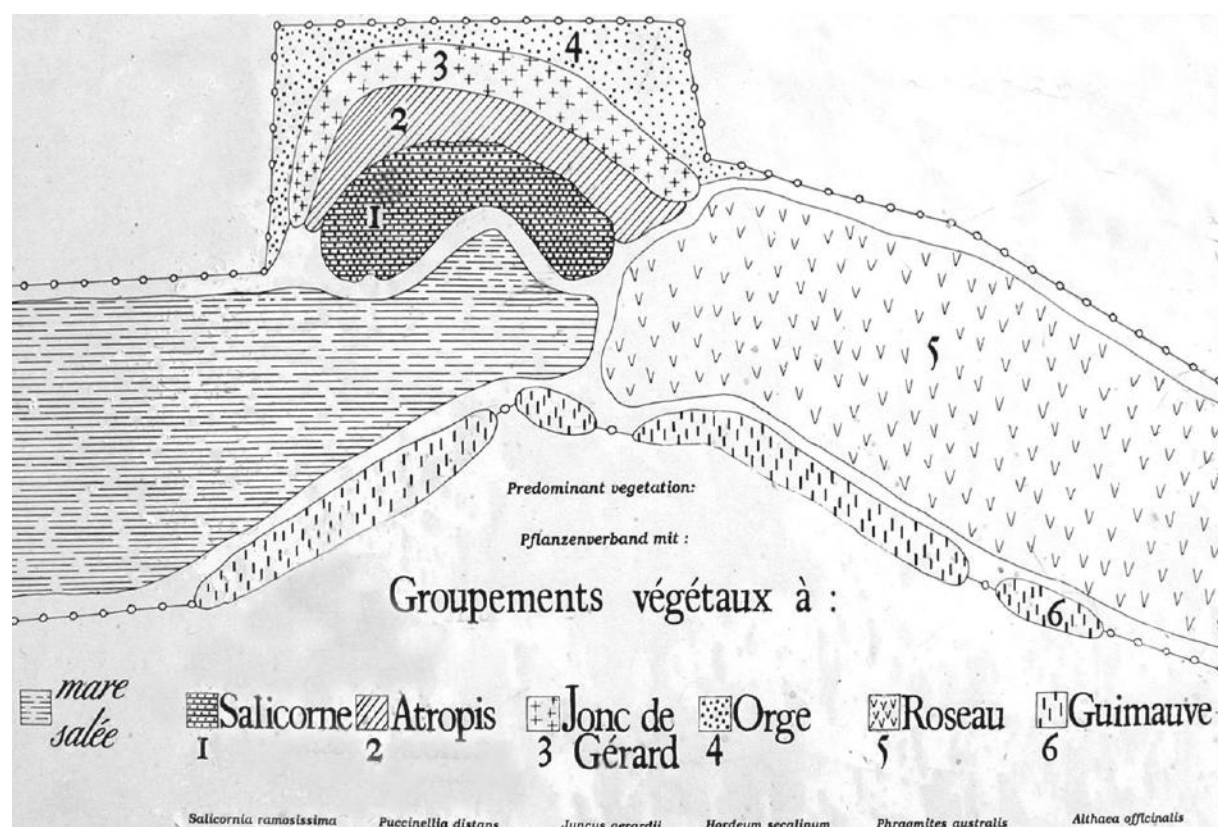 4
3
2
1
5
6
Predominant vegetation:
Pflanzenverband mit :
Groupements végétaux à :
mare salée
Salicorne
1
Atropis
2
Jonc de Gérard
3
Orge
4
Roseau
5
Guimauve
6
Salicornia ramosissima
Puccinellia distans
Juncus gerardii
Hordeum secalinum
Phragmites australis
Althaea officinalis